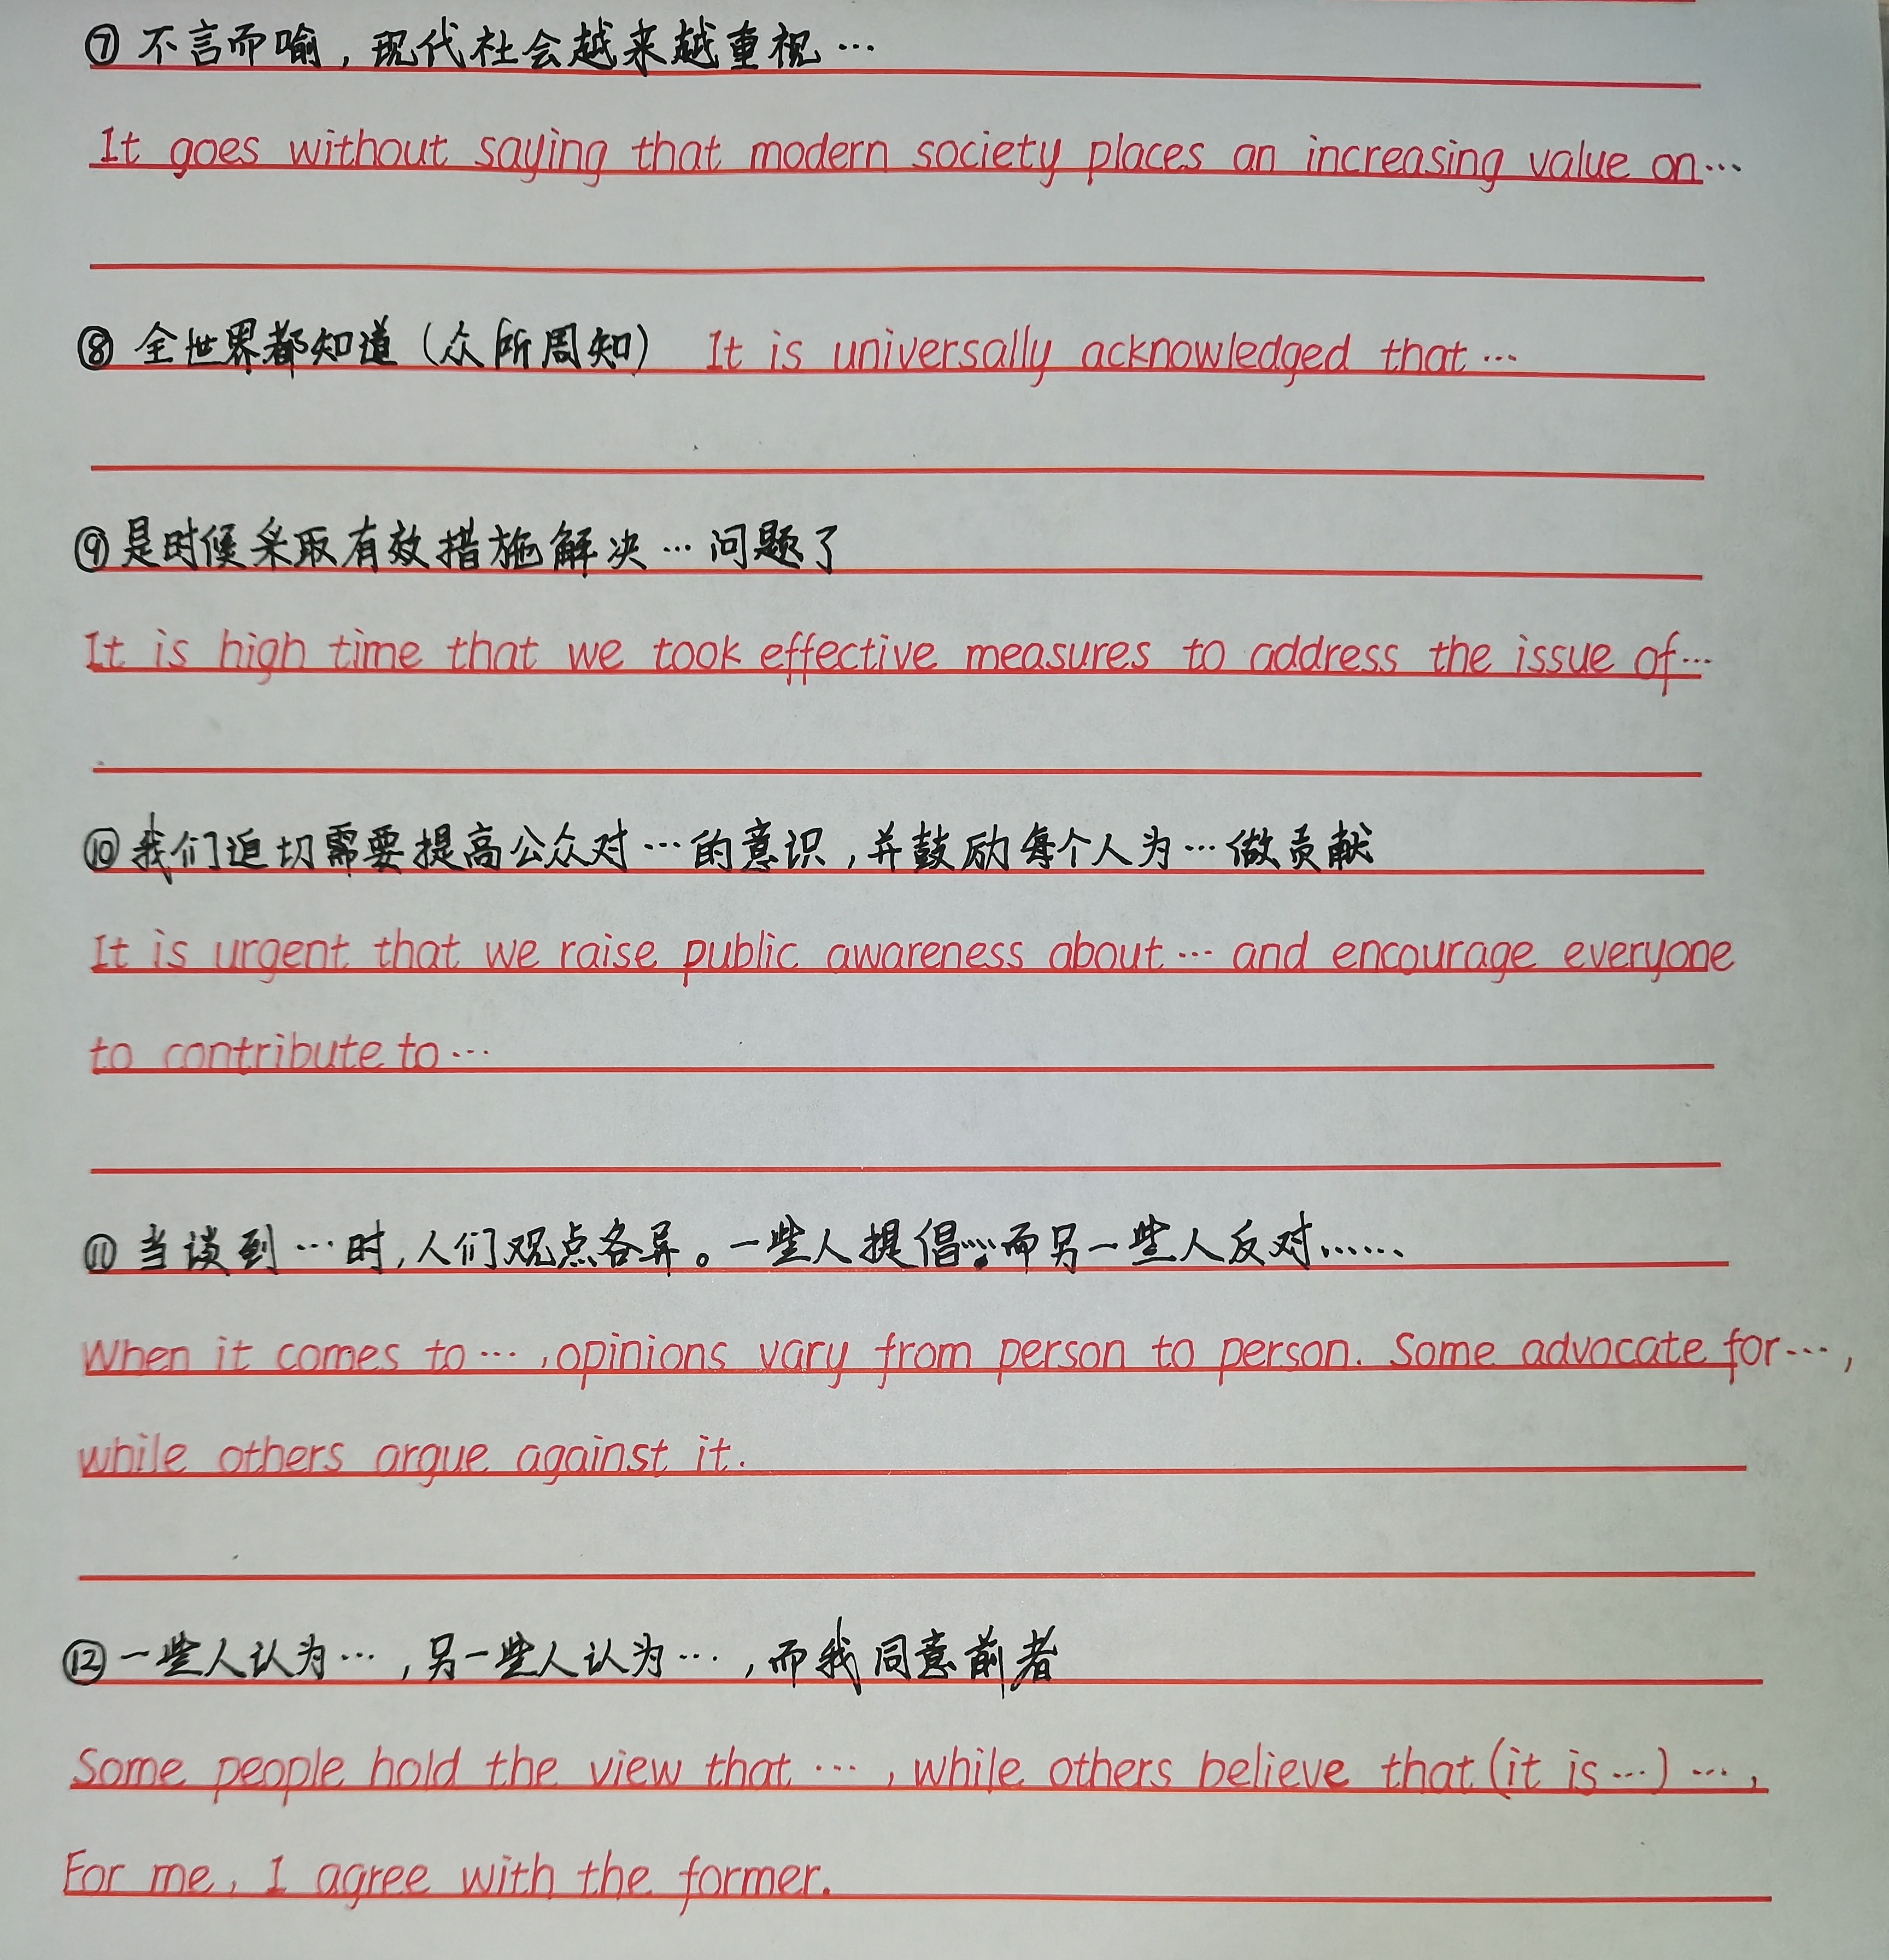 ⑦ 不言而喻，现代社会越来越重视…
It goes without saying that modern society places an increasing value on…
⑧ 全世界都知道（众所周知） It is universally acknowledged that…
⑨ 是时候采取有效措施解决…问题了
It is high time that we took effective measures to address the issue of…
⑩ 我们迫切需要提高公众对…的意识，并鼓励每个人为…做贡献
It is urgent that we raise public awareness about… and encourage everyone
to contribute to…
⑪ 当谈到…时，人们观点各异。一些人提倡…，而另一些人反对……
When it comes to…, opinions vary from person to person. Some advocate for…,
while others argue against it.
⑫ 一些人认为…，另一些人认为…，而我同意前者
Some people hold the view that …, while others believe that (it is…) …,
For me, I agree with the former.